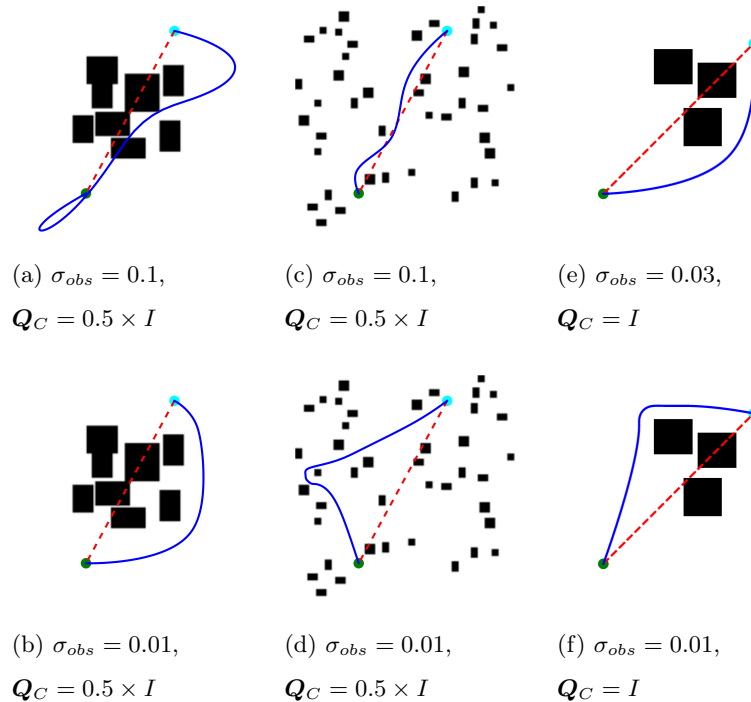 (a) σ_obs = 0.1,
Q_C = 0.5 × I
(c) σ_obs = 0.1,
Q_C = 0.5 × I
(e) σ_obs = 0.03,
Q_C = I
(b) σ_obs = 0.01,
Q_C = 0.5 × I
(d) σ_obs = 0.01,
Q_C = 0.5 × I
(f) σ_obs = 0.01,
Q_C = I